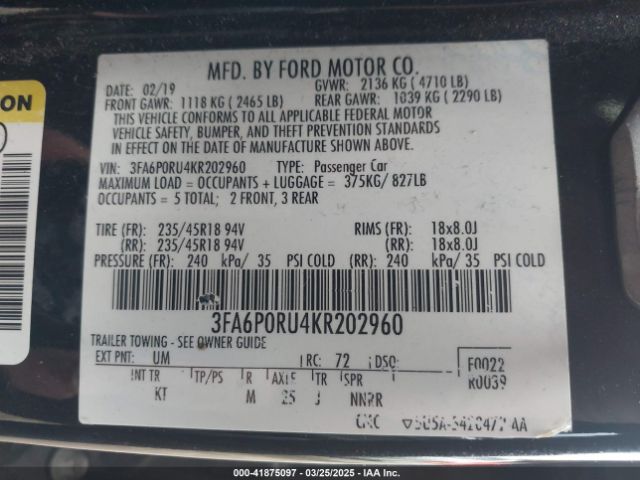 ON
MFD. BY FORD MOTOR CO.
DATE: 02/19 GVWR: 2136 KG ( 4710 LB)
FRONT GAWR: 1118 KG ( 2465 LB) REAR GAWR: 1039 KG ( 2290 LB)
THIS VEHICLE CONFORMS TO ALL APPLICABLE FEDERAL MOTOR
VEHICLE SAFETY, BUMPER, AND THEFT PREVENTION STANDARDS
IN EFFECT ON THE DATE OF MANUFACTURE SHOWN ABOVE.
VIN: 3FA6P0RU4KR202960 TYPE: Passenger Car
MAXIMUM LOAD = OCCUPANTS + LUGGAGE = 375KG/ 827LB
OCCUPANTS = 5 TOTAL; 2 FRONT, 3 REAR
TIRE (FR): 235/45R18 94V RIMS (FR): 18x8.0J
(RR): 235/45R18 94V (RR): 18x8.0J
PRESSURE (FR): 240 kPa/ 35 PSI COLD (RR): 240 kPa/ 35 PSI COLD
3FA6P0RU4KR202960
TRAILER TOWING - SEE OWNER GUIDE
EXT PNT: UM RC: 72 DSO: F0022
R0039
INT TR TP/PS R AXLE TR SPR
KT M 25 J NNPR
000-41875097 - 03/25/2025 - IAA Inc.